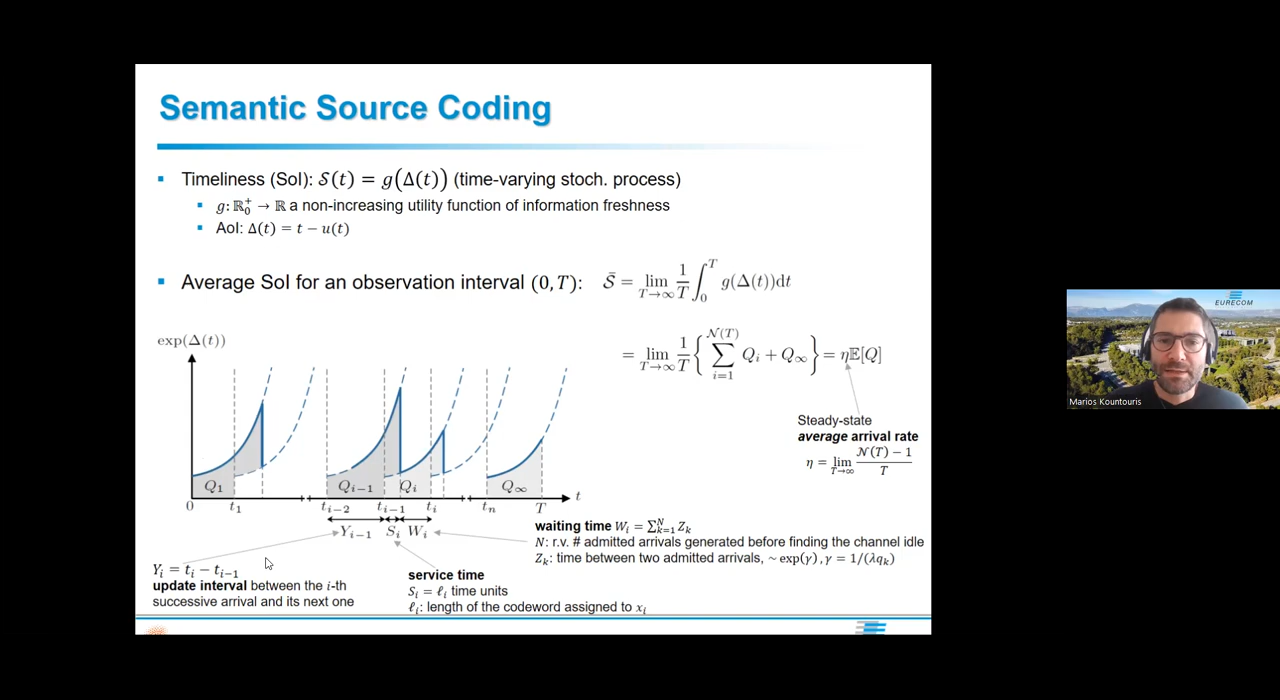 Semantic Source Coding
Timeliness (SoI): 𝒮(t) = g(Δ(t)) (time-varying stoch. process)
g: ℝ₀⁺ → ℝ a non-increasing utility function of information freshness
AoI: Δ(t) = t − u(t)
Average SoI for an observation interval (0, T): 𝒮̄ = lim_{T→∞} 1/T ∫₀ᵀ g(Δ(t))dt
= lim_{T→∞} 1/T { ∑_{i=1}^{𝒩(T)} Q_i + Q_∞ } = η𝔼[Q]
Steady-state
average arrival rate
η = lim_{T→∞} (𝒩(T) − 1)/T
exp(Δ(t))
Q_1 Q_{i−1} Q_i Q_∞
0 t_1 t_{i−2} t_{i−1} t_i t_n T t
Y_{i−1} S_i W_i
waiting time W_i = ∑_{k=1}^{N} Z_k
N: r.v. # admitted arrivals generated before finding the channel idle
Z_k: time between two admitted arrivals, ~ exp(γ), γ = 1/(λq_k)
Y_i = t_i − t_{i−1}
update interval between the i-th
successive arrival and its next one
service time
S_i = ℓ_i time units
ℓ_i: length of the codeword assigned to x_i
EURECOM
Marios Kountouris